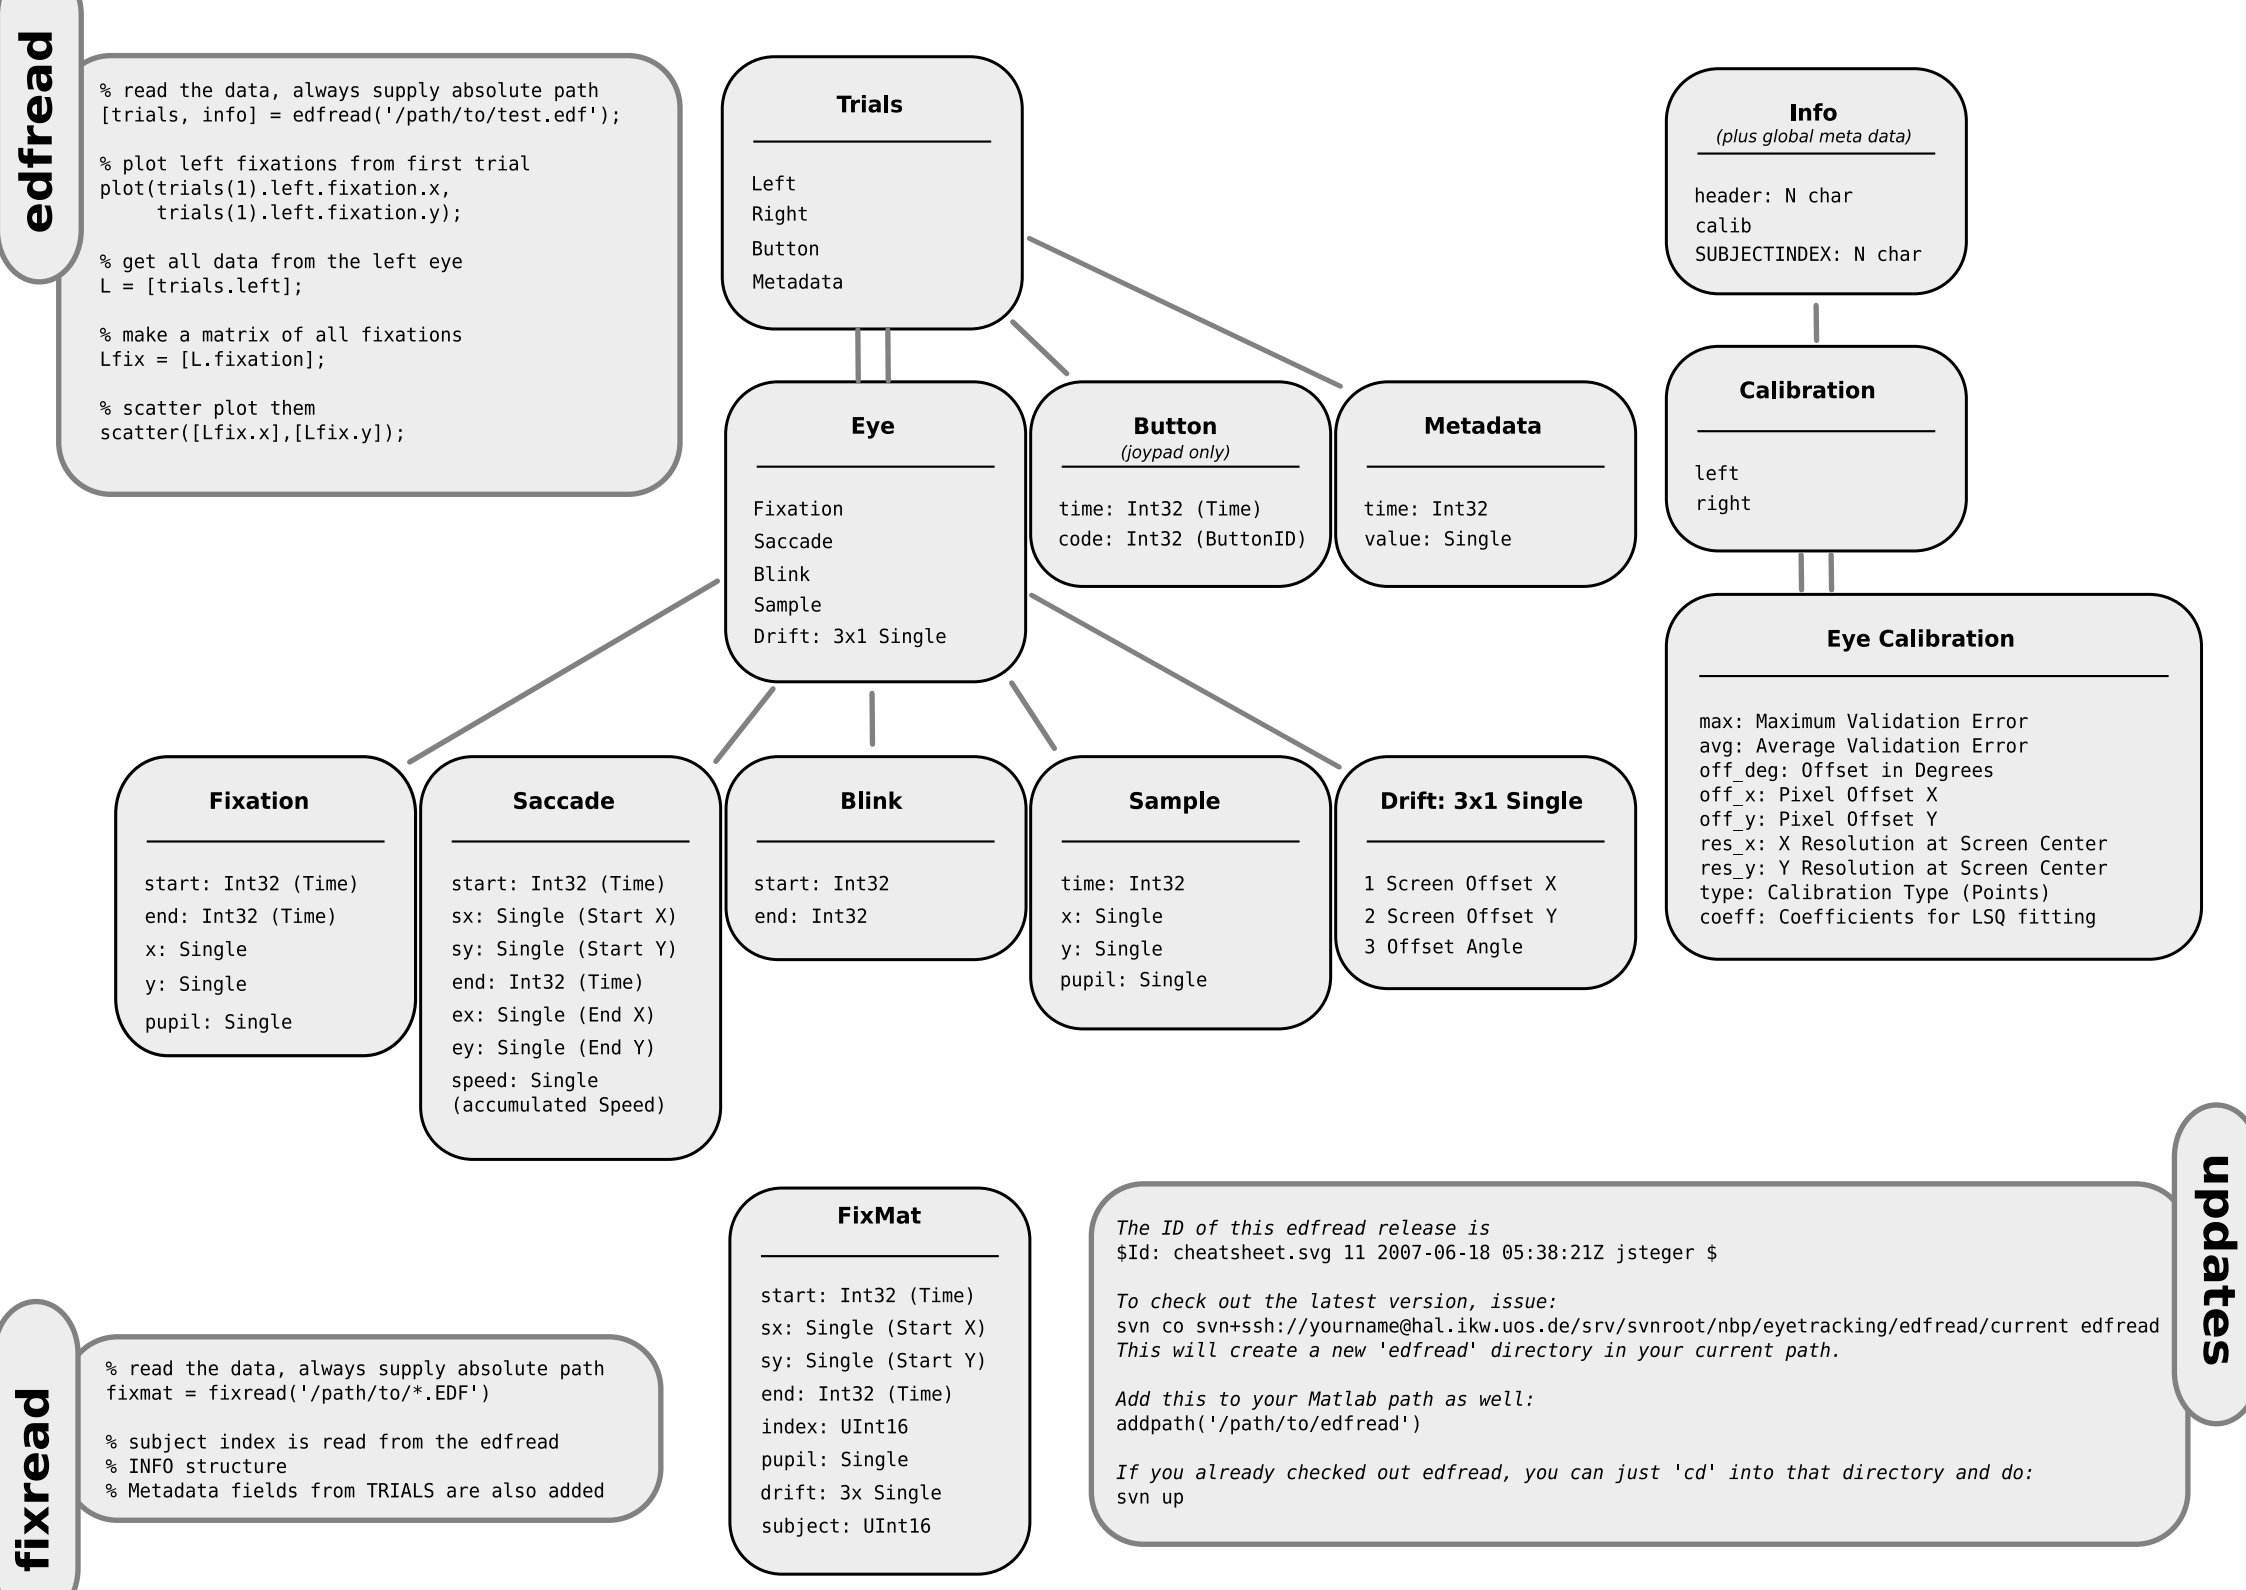 edfread
% read the data, always supply absolute path
[trials, info] = edfread('/path/to/test.edf');
% plot left fixations from first trial
plot(trials(1).left.fixation.x,
trials(1).left.fixation.y);
% get all data from the left eye
L = [trials.left];
% make a matrix of all fixations
Lfix = [L.fixation];
% scatter plot them
scatter([Lfix.x],[Lfix.y]);
Trials
Left
Right
Button
Metadata
Info
(plus global meta data)
header: N char
calib
SUBJECTINDEX: N char
Eye
Fixation
Saccade
Blink
Sample
Drift: 3x1 Single
Button
(joypad only)
time: Int32 (Time)
code: Int32 (ButtonID)
Metadata
time: Int32
value: Single
Calibration
left
right
Eye Calibration
max: Maximum Validation Error
avg: Average Validation Error
off_deg: Offset in Degrees
off_x: Pixel Offset X
off_y: Pixel Offset Y
res_x: X Resolution at Screen Center
res_y: Y Resolution at Screen Center
type: Calibration Type (Points)
coeff: Coefficients for LSQ fitting
Fixation
start: Int32 (Time)
end: Int32 (Time)
x: Single
y: Single
pupil: Single
Saccade
start: Int32 (Time)
sx: Single (Start X)
sy: Single (Start Y)
end: Int32 (Time)
ex: Single (End X)
ey: Single (End Y)
speed: Single
(accumulated Speed)
Blink
start: Int32
end: Int32
Sample
time: Int32
x: Single
y: Single
pupil: Single
Drift: 3x1 Single
1 Screen Offset X
2 Screen Offset Y
3 Offset Angle
fixread
% read the data, always supply absolute path
fixmat = fixread('/path/to/*.EDF')
% subject index is read from the edfread
% INFO structure
% Metadata fields from TRIALS are also added
FixMat
start: Int32 (Time)
sx: Single (Start X)
sy: Single (Start Y)
end: Int32 (Time)
index: UInt16
pupil: Single
drift: 3x Single
subject: UInt16
updates
The ID of this edfread release is
$Id: cheatsheet.svg 11 2007-06-18 05:38:21Z jsteger $
To check out the latest version, issue:
svn co svn+ssh://yourname@hal.ikw.uos.de/srv/svnroot/nbp/eyetracking/edfread/current edfread
This will create a new 'edfread' directory in your current path.
Add this to your Matlab path as well:
addpath('/path/to/edfread')
If you already checked out edfread, you can just 'cd' into that directory and do:
svn up